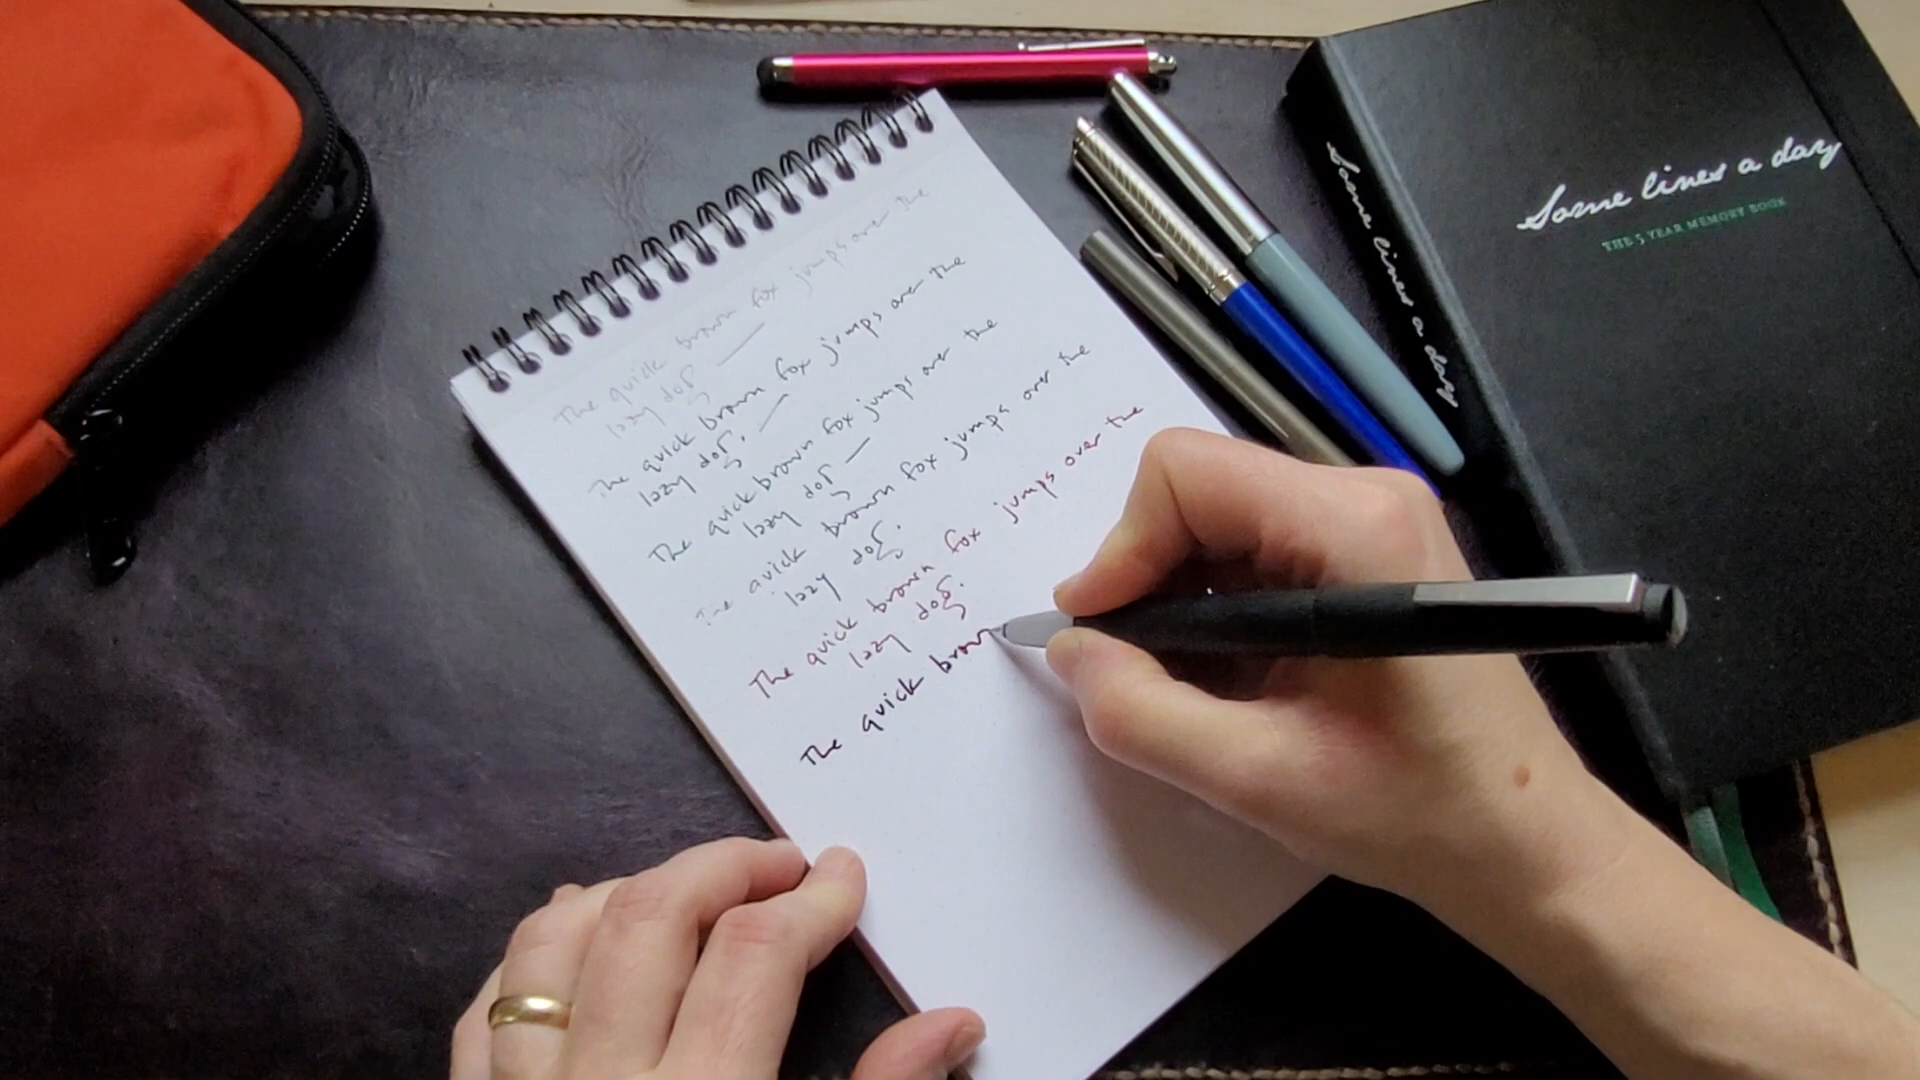 The quick brown fox jumps over the
lazy dog
The quick brown fox jumps over the
lazy dog.
The quick brown fox jumps over the
lazy dog
The quick brown fox jumps over the
lazy dog.
The quick brown fox jumps over the
lazy dog.
The quick brown
Some lines a day
Some lines a day
THE 5 YEAR MEMORY BOOK